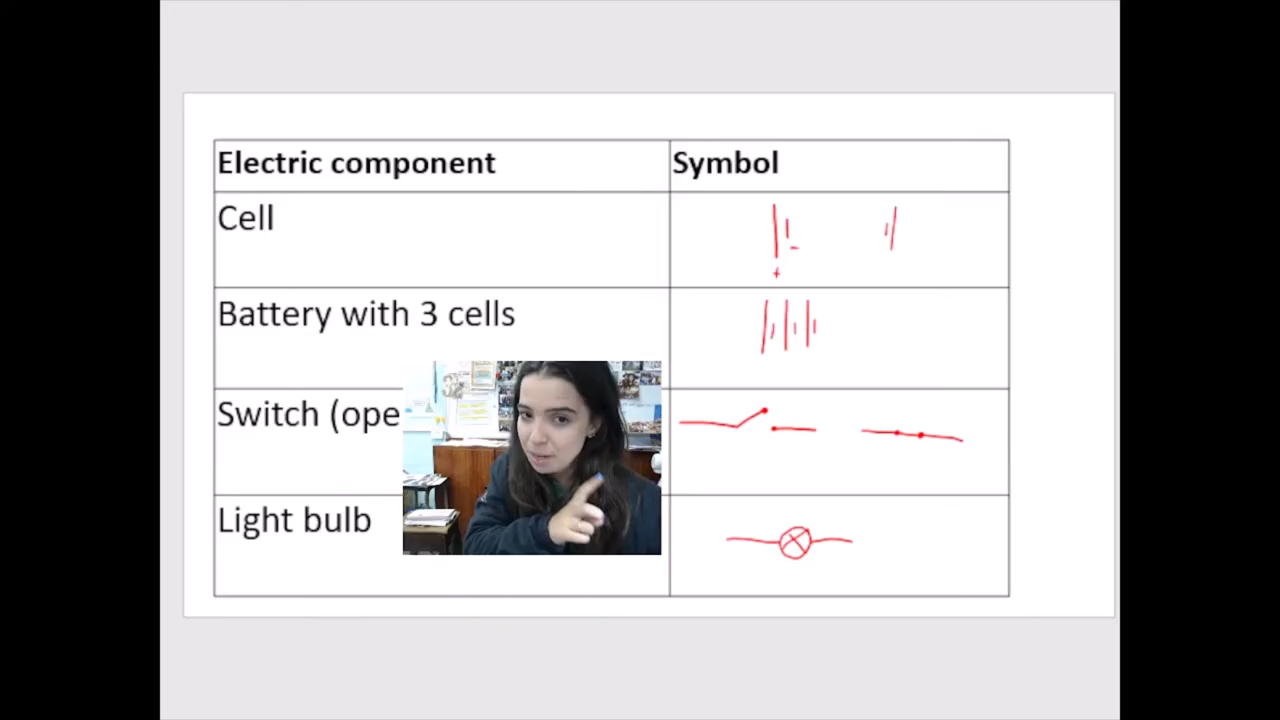 Electric component
Symbol
Cell
+
-
Battery with 3 cells
Switch (ope
Light bulb